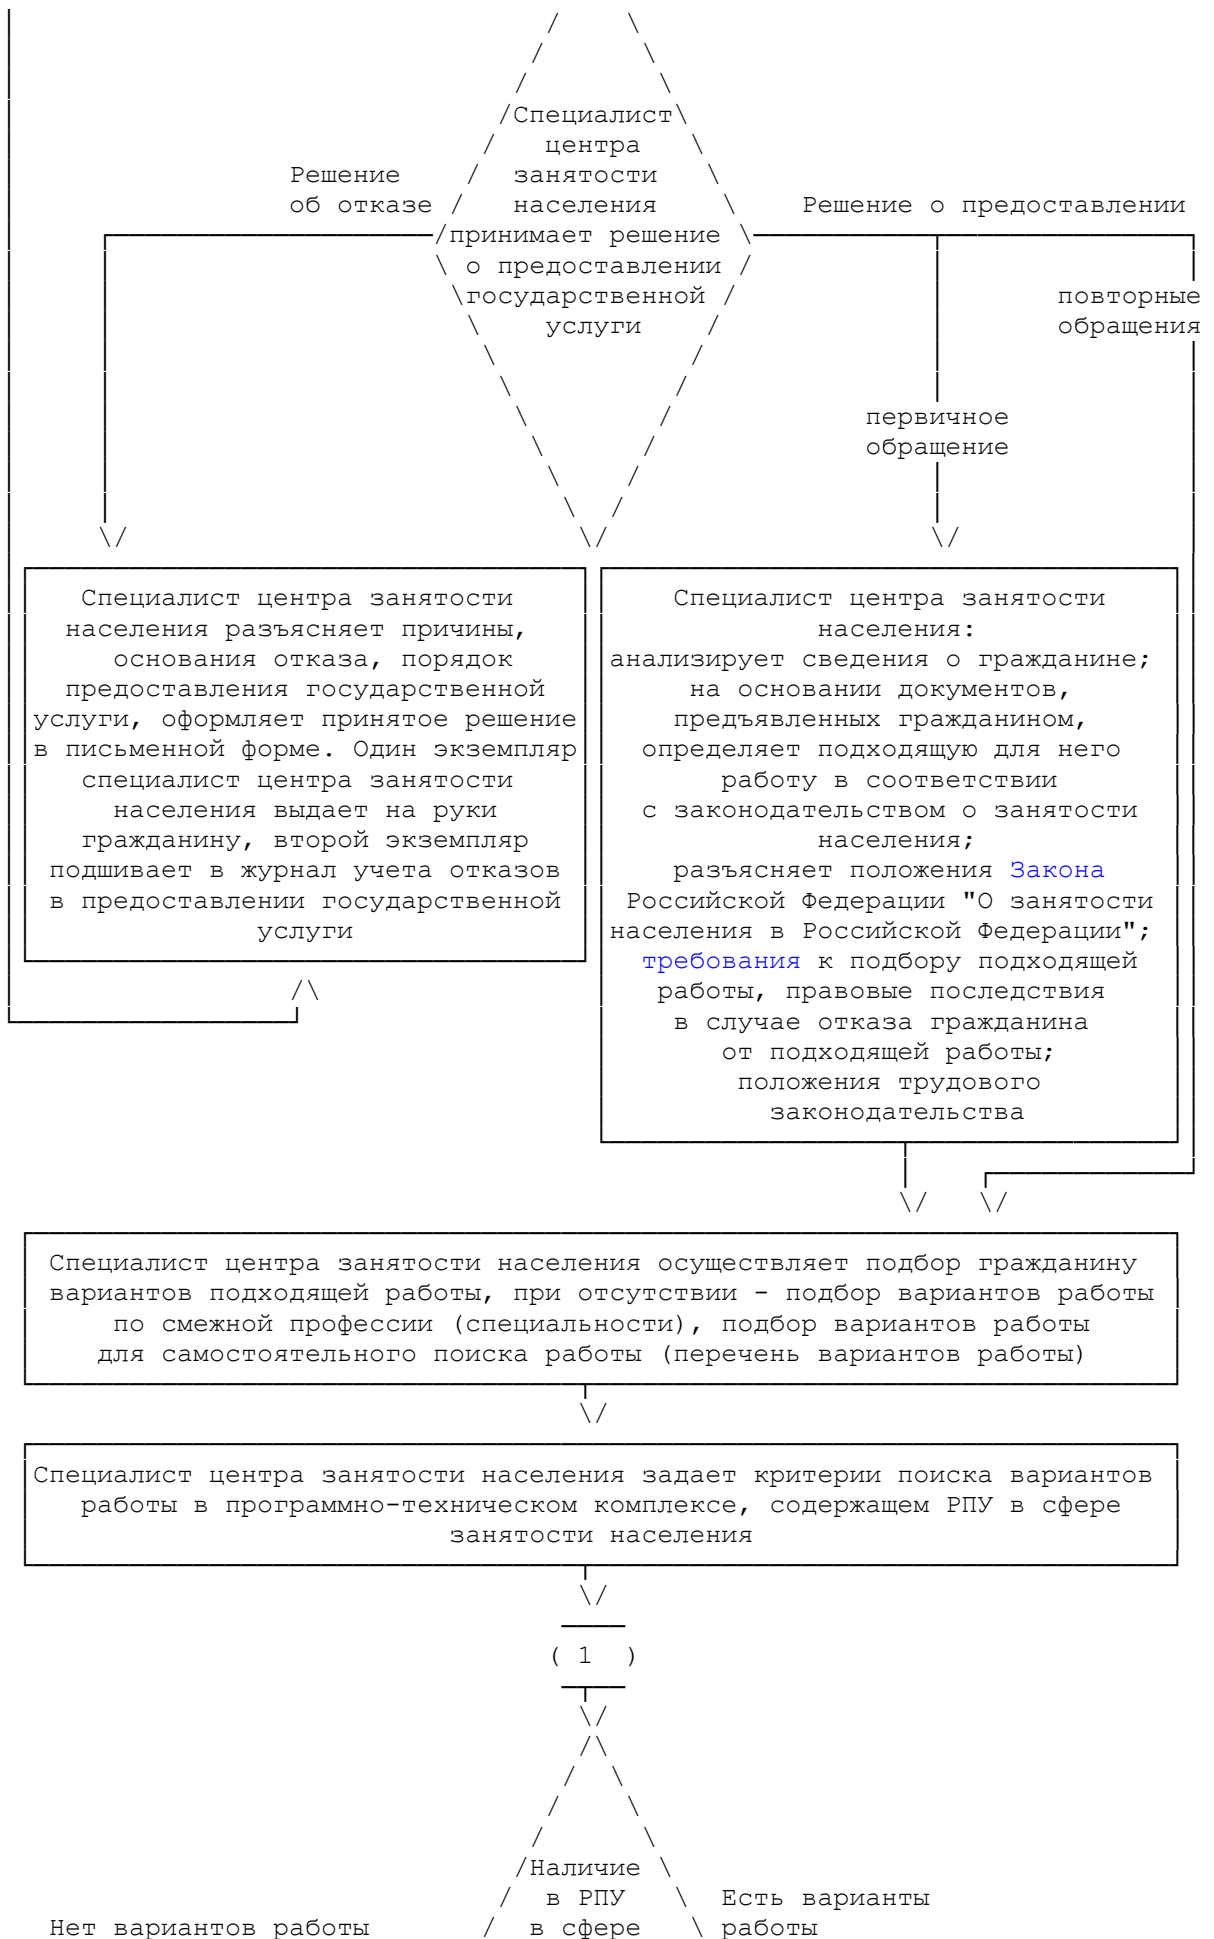 Специалист
центра
Решение занятости
об отказе населения Решение о предоставлении
принимает решение
о предоставлении
государственной повторные
услуги обращения
первичное
обращение
Специалист центра занятости
населения разъясняет причины,
основания отказа, порядок
предоставления государственной
услуги, оформляет принятое решение
в письменной форме. Один экземпляр
специалист центра занятости
населения выдает на руки
гражданину, второй экземпляр
подшивает в журнал учета отказов
в предоставлении государственной
услуги
Специалист центра занятости
населения:
анализирует сведения о гражданине;
на основании документов,
предъявленных гражданином,
определяет подходящую для него
работу в соответствии
с законодательством о занятости
населения;
разъясняет положения Закона
Российской Федерации "О занятости
населения в Российской Федерации";
требования к подбору подходящей
работы, правовые последствия
в случае отказа гражданина
от подходящей работы;
положения трудового
законодательства
Специалист центра занятости населения осуществляет подбор гражданину
вариантов подходящей работы, при отсутствии - подбор вариантов работы
по смежной профессии (специальности), подбор вариантов работы
для самостоятельного поиска работы (перечень вариантов работы)
Специалист центра занятости населения задает критерии поиска вариантов
работы в программно-техническом комплексе, содержащем РПУ в сфере
занятости населения
( 1 )
Наличие
в РПУ Есть варианты
Нет вариантов работы в сфере работы